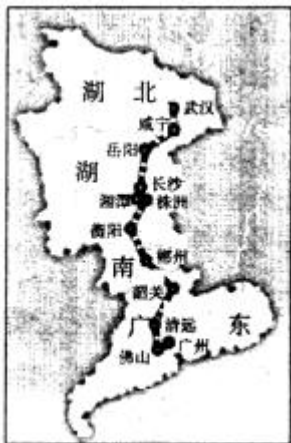 湖北
武汉
咸宁
岳阳
湖
长沙
湘潭
株洲
衡阳
南
郴州
韶关
广 东
清远
广州
佛山